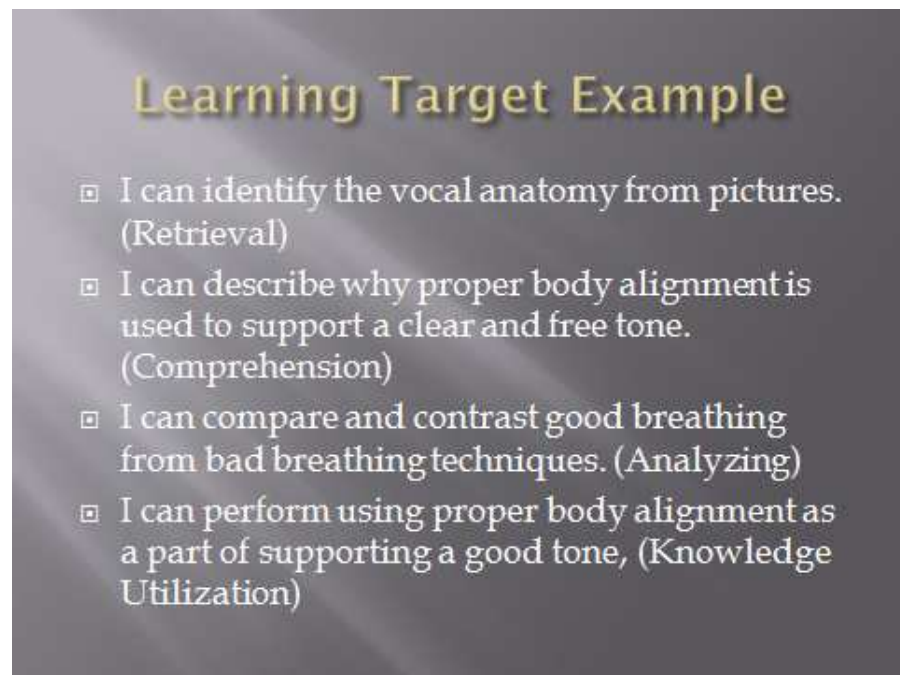 Learning Target Example
I can identify the vocal anatomy from pictures.
(Retrieval)
I can describe why proper body alignment is
used to support a clear and free tone.
(Comprehension)
I can compare and contrast good breathing
from bad breathing techniques. (Analyzing)
I can perform using proper body alignment as
a part of supporting a good tone, (Knowledge
Utilization)